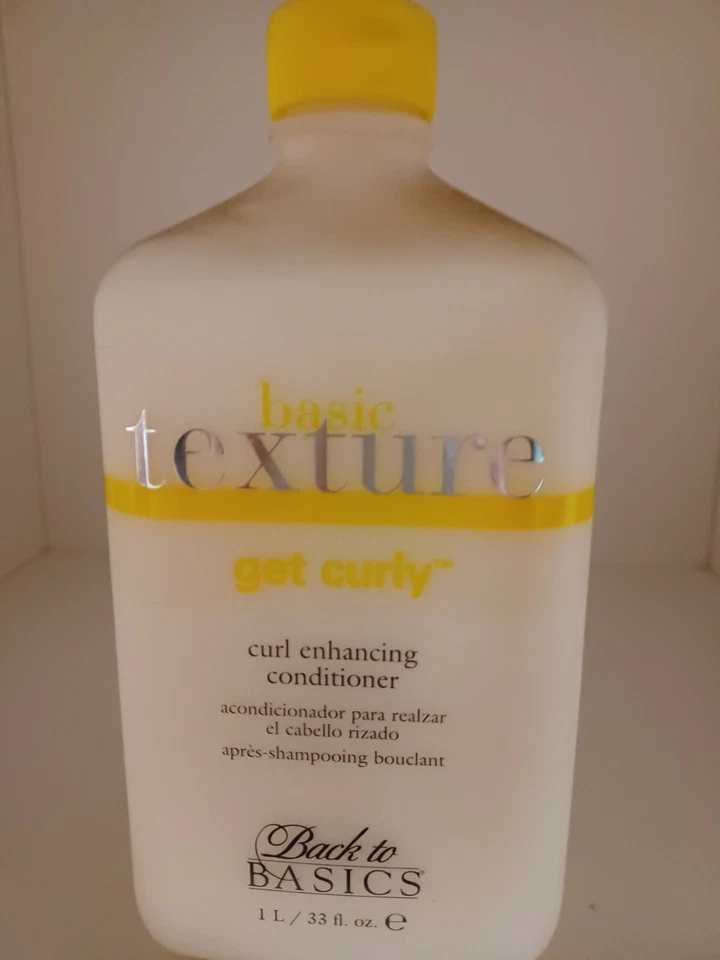 basic
texture
get curly™
curl enhancing
conditioner
acondicionador para realzar
el cabello rizado
après-shampooing bouclant
Back to
BASICS®
1 L / 33 fl. oz. ℮